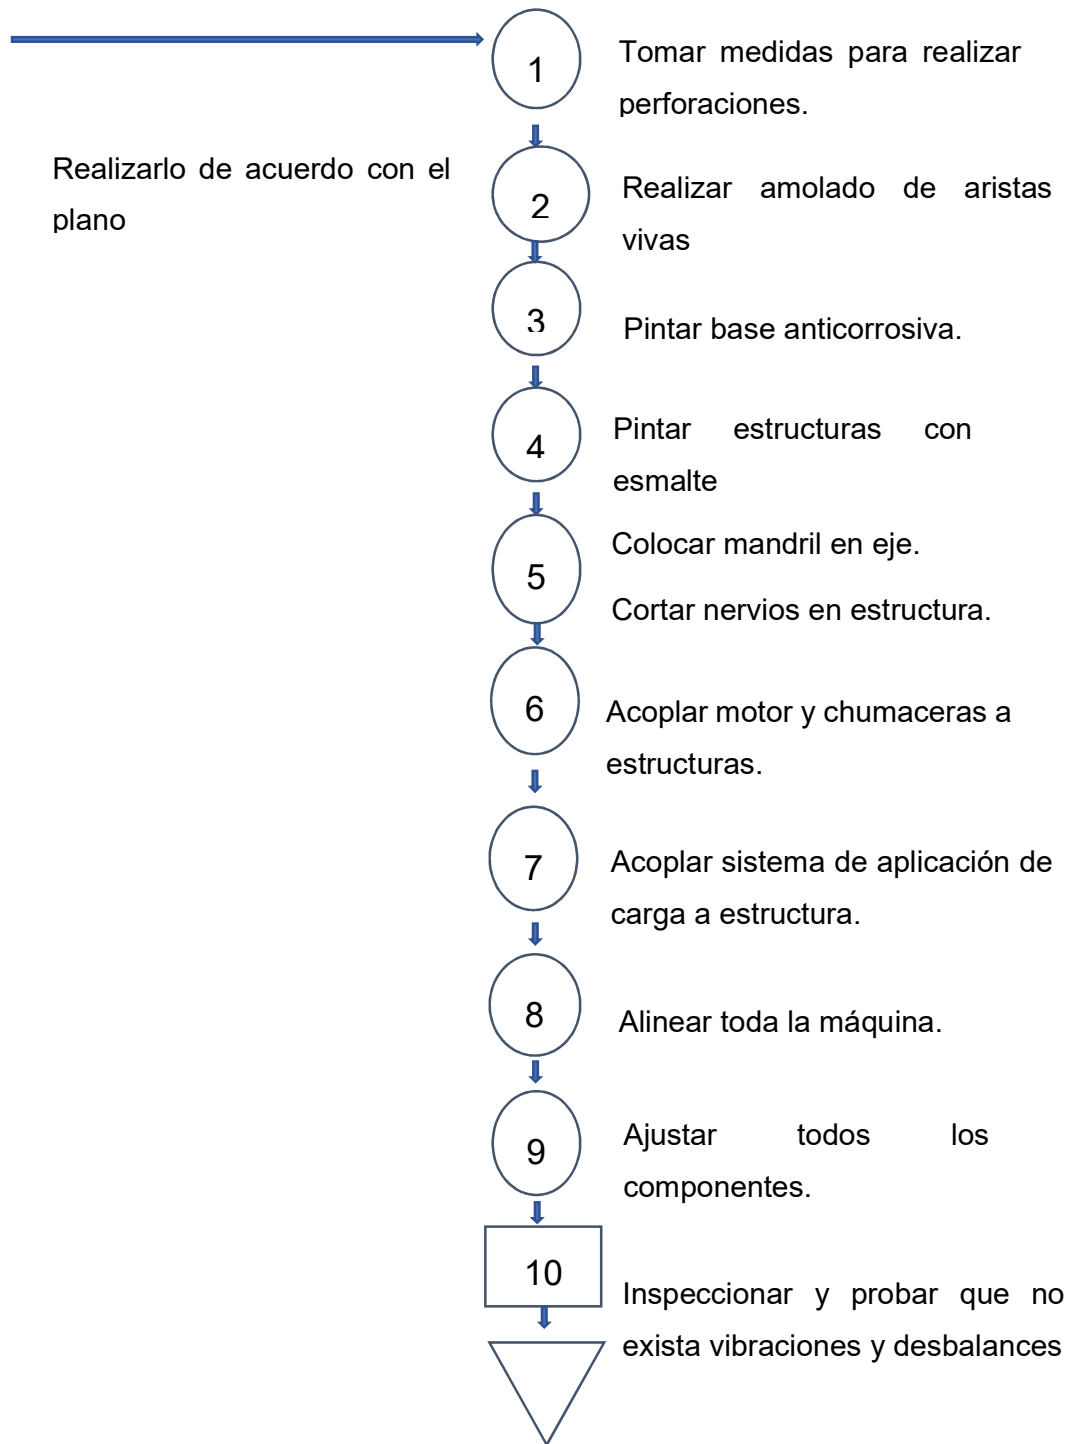 1
Tomar medidas para realizar
perforaciones.
Realizarlo de acuerdo con el
plano
2
Realizar amolado de aristas
vivas
3
Pintar base anticorrosiva.
4
Pintar estructuras con
esmalte
5
Colocar mandril en eje.
Cortar nervios en estructura.
6
Acoplar motor y chumaceras a
estructuras.
7
Acoplar sistema de aplicación de
carga a estructura.
8
Alinear toda la máquina.
9
Ajustar todos los
componentes.
10
Inspeccionar y probar que no
exista vibraciones y desbalances